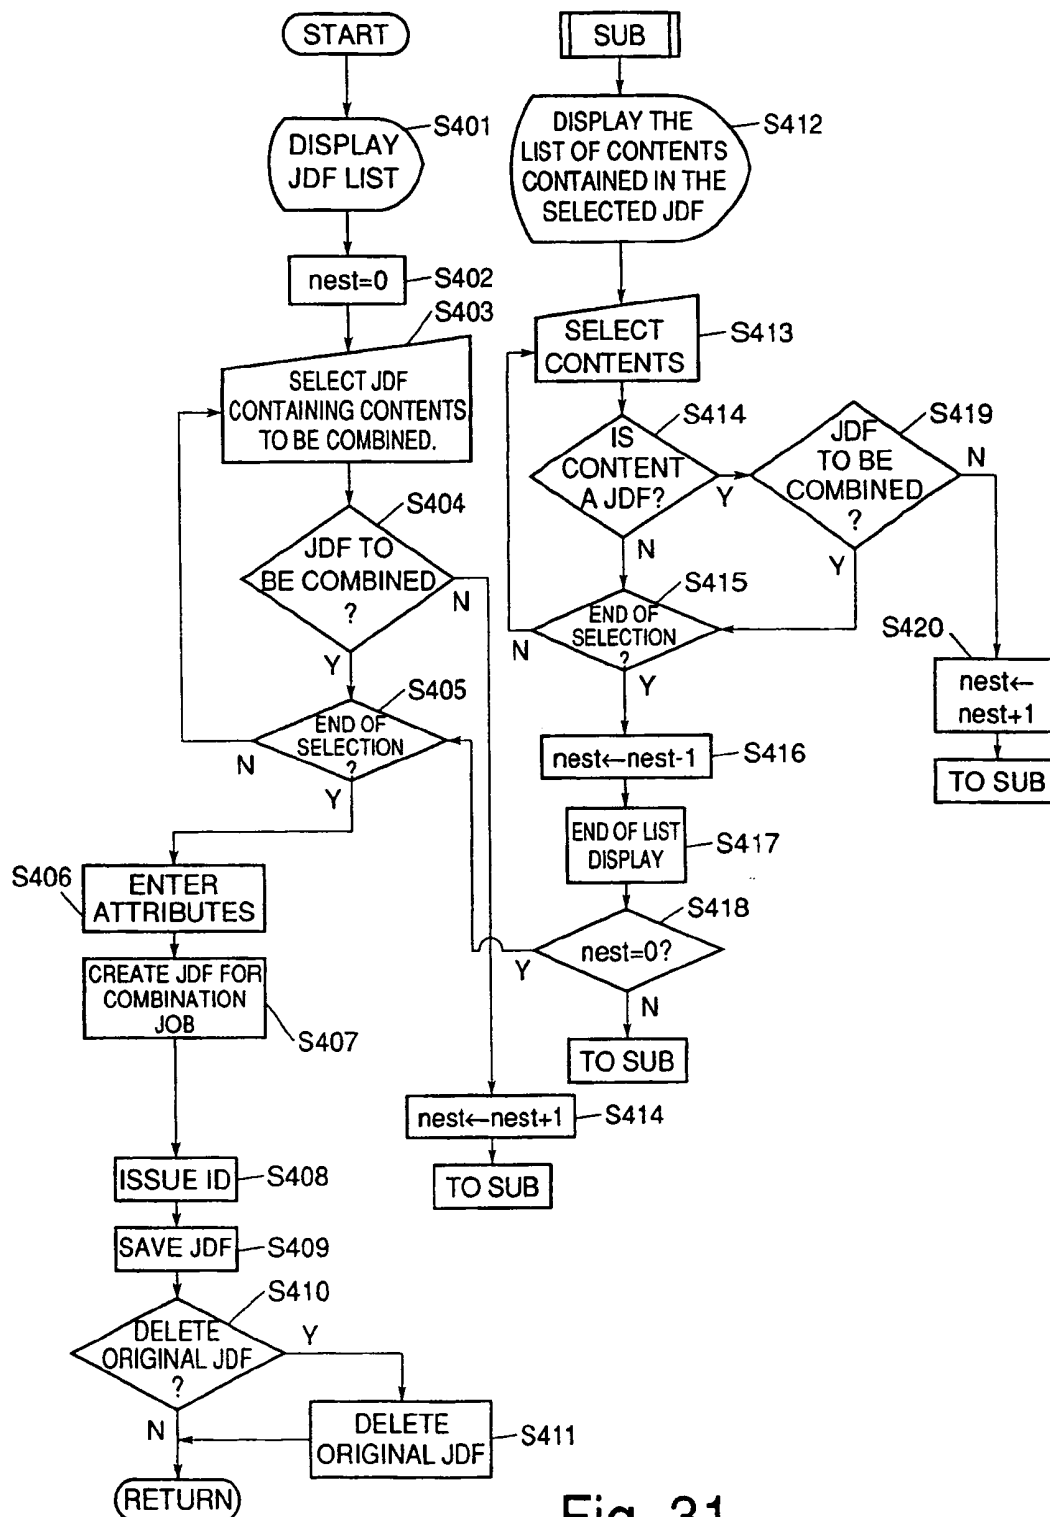 START
S401
DISPLAY
JDF LIST
nest=0
S402
S403
SELECT JDF
CONTAINING CONTENTS
TO BE COMBINED.
S404
JDF TO
BE COMBINED
?
N
Y
S405
END OF
SELECTION
?
N
Y
S406
ENTER
ATTRIBUTES
CREATE JDF FOR
COMBINATION
JOB
S407
ISSUE ID
S408
SAVE JDF
S409
S410
DELETE
ORIGINAL JDF
?
Y
N
DELETE
ORIGINAL JDF
S411
RETURN
nest←nest+1
S414
TO SUB
SUB
DISPLAY THE
LIST OF CONTENTS
CONTAINED IN THE
SELECTED JDF
S412
SELECT
CONTENTS
S413
S414
IS
CONTENT
A JDF?
Y
N
S419
JDF
TO BE
COMBINED
?
N
Y
S415
END OF
SELECTION
?
N
Y
S420
nest←
nest+1
TO SUB
nest←nest-1
S416
END OF LIST
DISPLAY
S417
S418
nest=0?
Y
N
TO SUB
Fig. 31